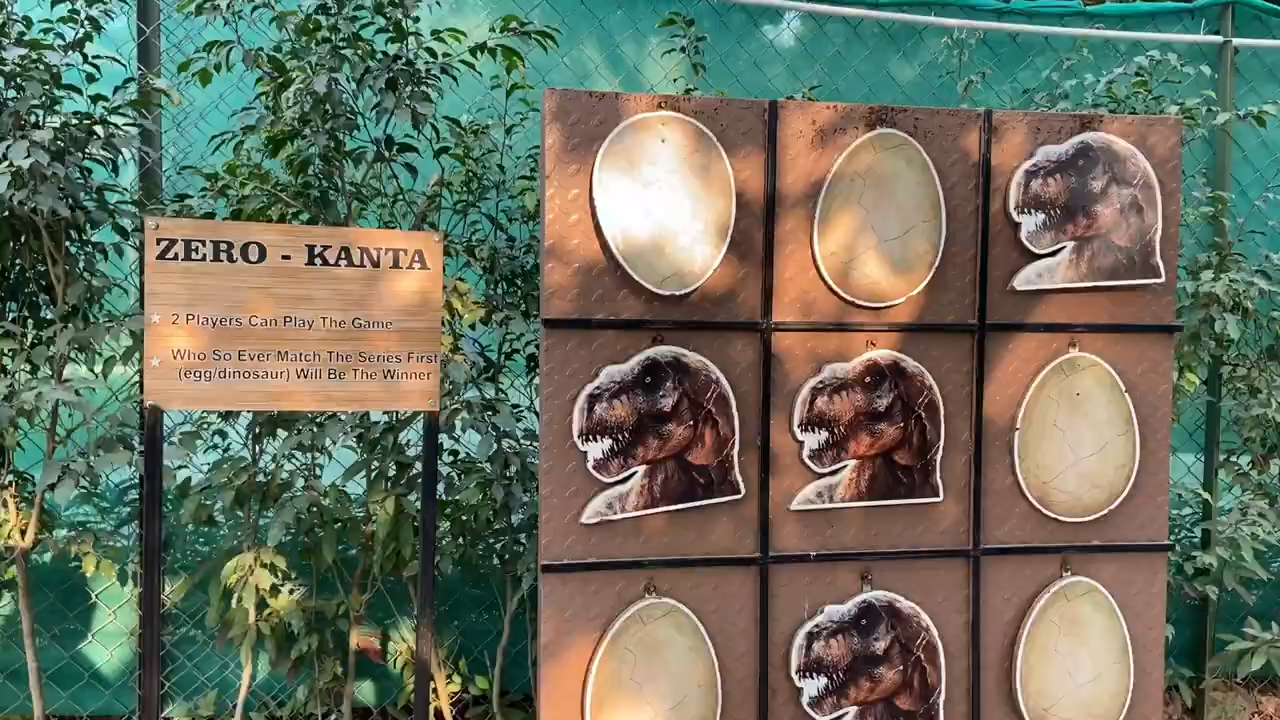 ZERO - KANTA
2 Players Can Play The Game
Who So Ever Match The Series First
(egg/dinosaur) Will Be The Winner